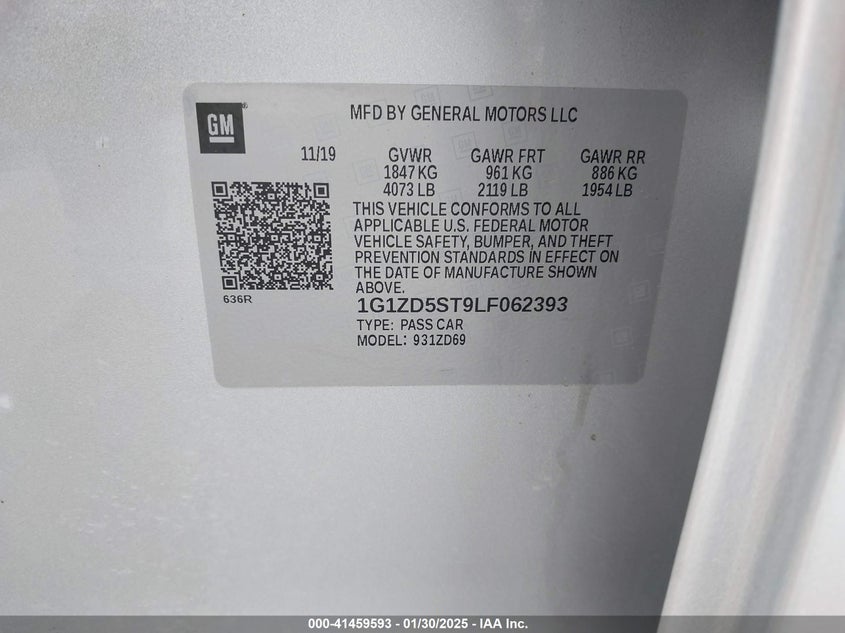 GM®
MFD BY GENERAL MOTORS LLC
11/19 GVWR GAWR FRT GAWR RR
1847 KG 961 KG 886 KG
4073 LB 2119 LB 1954 LB
THIS VEHICLE CONFORMS TO ALL
APPLICABLE U.S. FEDERAL MOTOR
VEHICLE SAFETY, BUMPER, AND THEFT
PREVENTION STANDARDS IN EFFECT ON
THE DATE OF MANUFACTURE SHOWN
ABOVE.
636R
1G1ZD5ST9LF062393
TYPE: PASS CAR
MODEL: 931ZD69
000-41459593 - 01/30/2025 - IAA Inc.